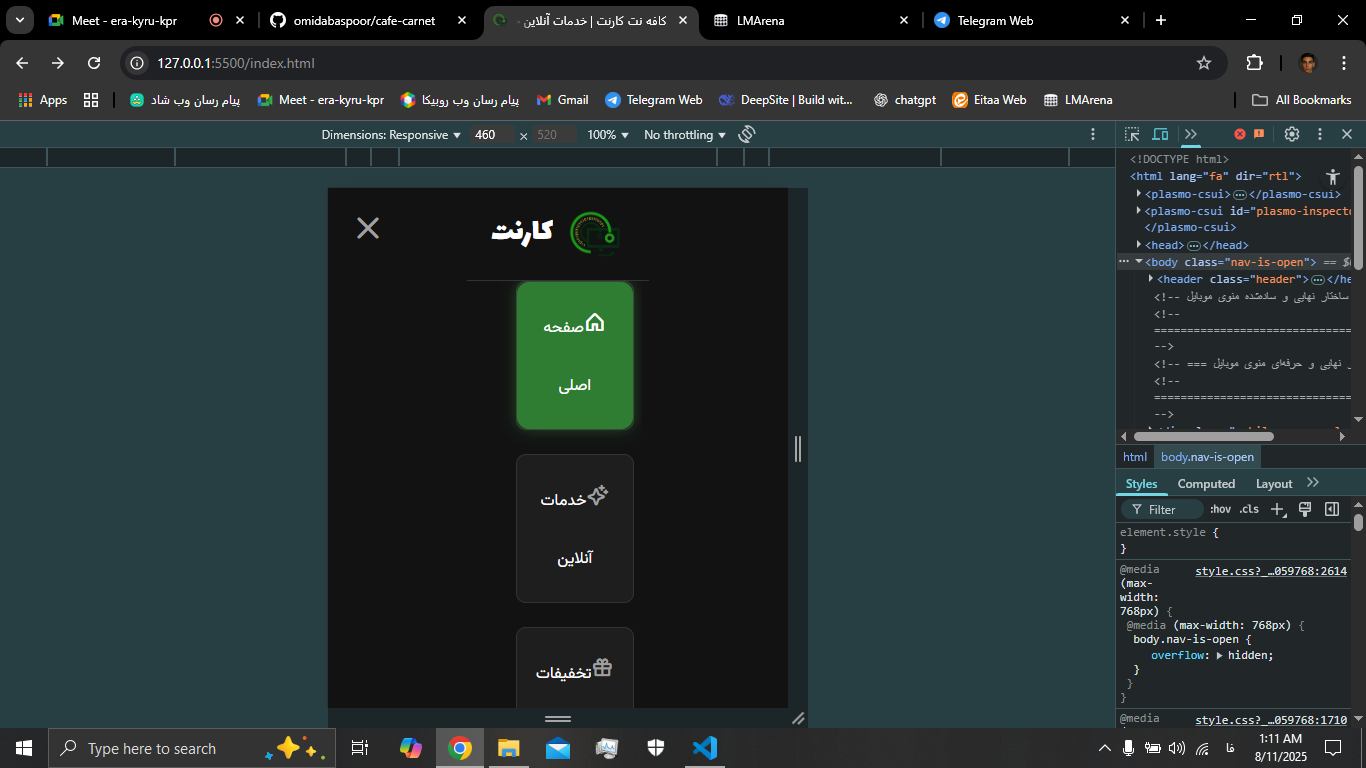 Meet - era-kyru-kpr
omidabaspoor/cafe-carnet
کافه نت کارنت | خدمات آنلاین
LMArena
Telegram Web
127.0.0.1:5500/index.html
Apps
پیام رسان وب شاد
Meet - era-kyru-kpr
پیام رسان وب روبیکا
Gmail
Telegram Web
DeepSite | Build wit...
chatgpt
Eitaa Web
LMArena
All Bookmarks
Dimensions: Responsive
460 × 520
100%
No throttling
کارنت
صفحه
اصلی
خدمات
آنلاین
تخفیفات
<!DOCTYPE html>
<html lang="fa" dir="rtl">
<plasmo-csui>…</plasmo-csui>
<plasmo-csui id="plasmo-inspecto
</plasmo-csui>
<head>…</head>
<body class="nav-is-open"> == $
<header class="header">…</he
<!-- ساختار نهایی و ساده‌شده منوی موبایل
<!--
==================================
-->
<!-- === نهایی و حرفه‌ای منوی موبایل
<!--
==================================
-->
html
body.nav-is-open
Styles
Computed
Layout
Filter
:hov
.cls
element.style {
}
@media style.css?_…059768:2614
(max-
width:
768px) {
@media (max-width: 768px) {
body.nav-is-open {
overflow: hidden;
}
}
}
@media style.css?_…059768:1710
Type here to search
فا
1:11 AM
8/11/2025